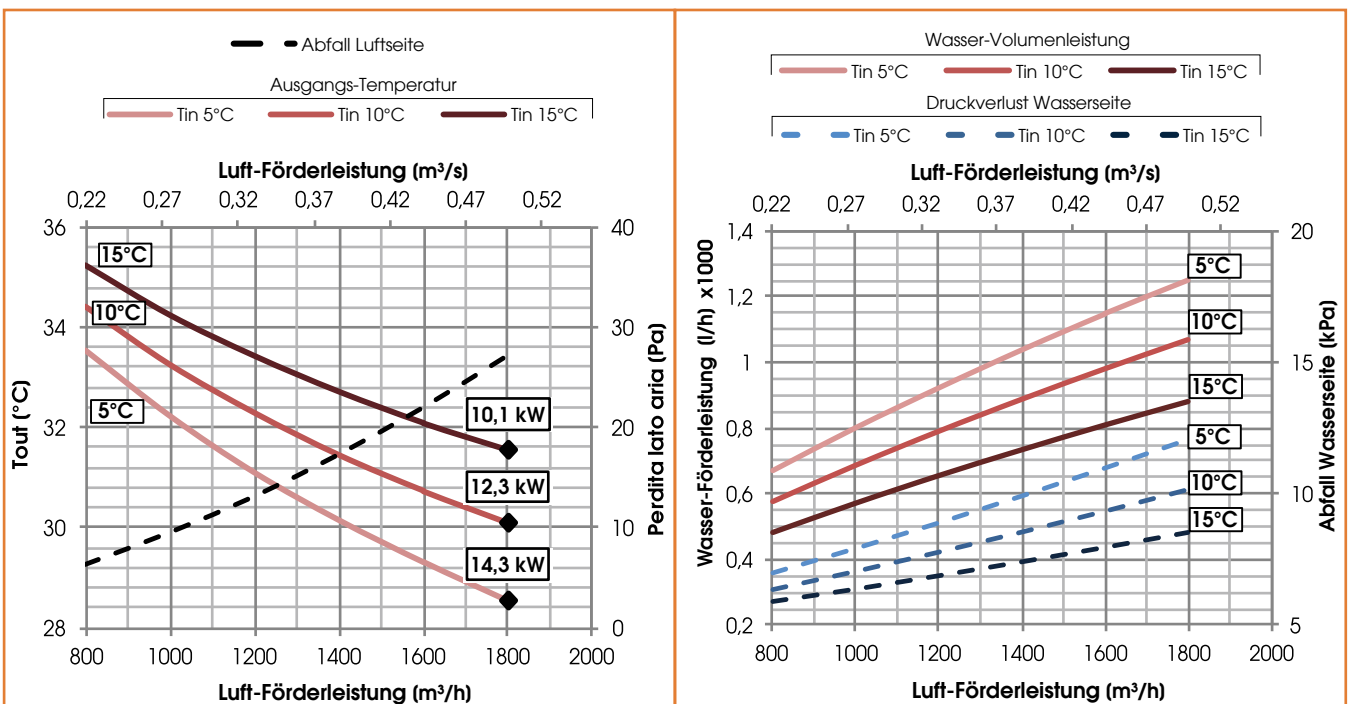 Abfall Luftseite
Ausgangs-Temperatur
Tin 5°C Tin 10°C Tin 15°C
Luft-Förderleistung (m³/s)
0,22 0,27 0,32 0,37 0,42 0,47 0,52
36
34
32
30
28
Tout (°C)
40
30
20
10
0
Perdita lato aria (Pa)
15°C
10°C
5°C
10,1 kW
12,3 kW
14,3 kW
800 1000 1200 1400 1600 1800 2000
Luft-Förderleistung (m³/h)
Wasser-Volumenleistung
Tin 5°C Tin 10°C Tin 15°C
Druckverlust Wasserseite
Tin 5°C Tin 10°C Tin 15°C
Luft-Förderleistung (m³/s)
0,22 0,27 0,32 0,37 0,42 0,47 0,52
1,4
1,2
1
0,8
0,6
0,4
0,2
Wasser-Förderleistung (l/h) x1000
20
15
10
5
Abfall Wasserseite (kPa)
5°C
10°C
15°C
5°C
10°C
15°C
800 1000 1200 1400 1600 1800 2000
Luft-Förderleistung (m³/h)